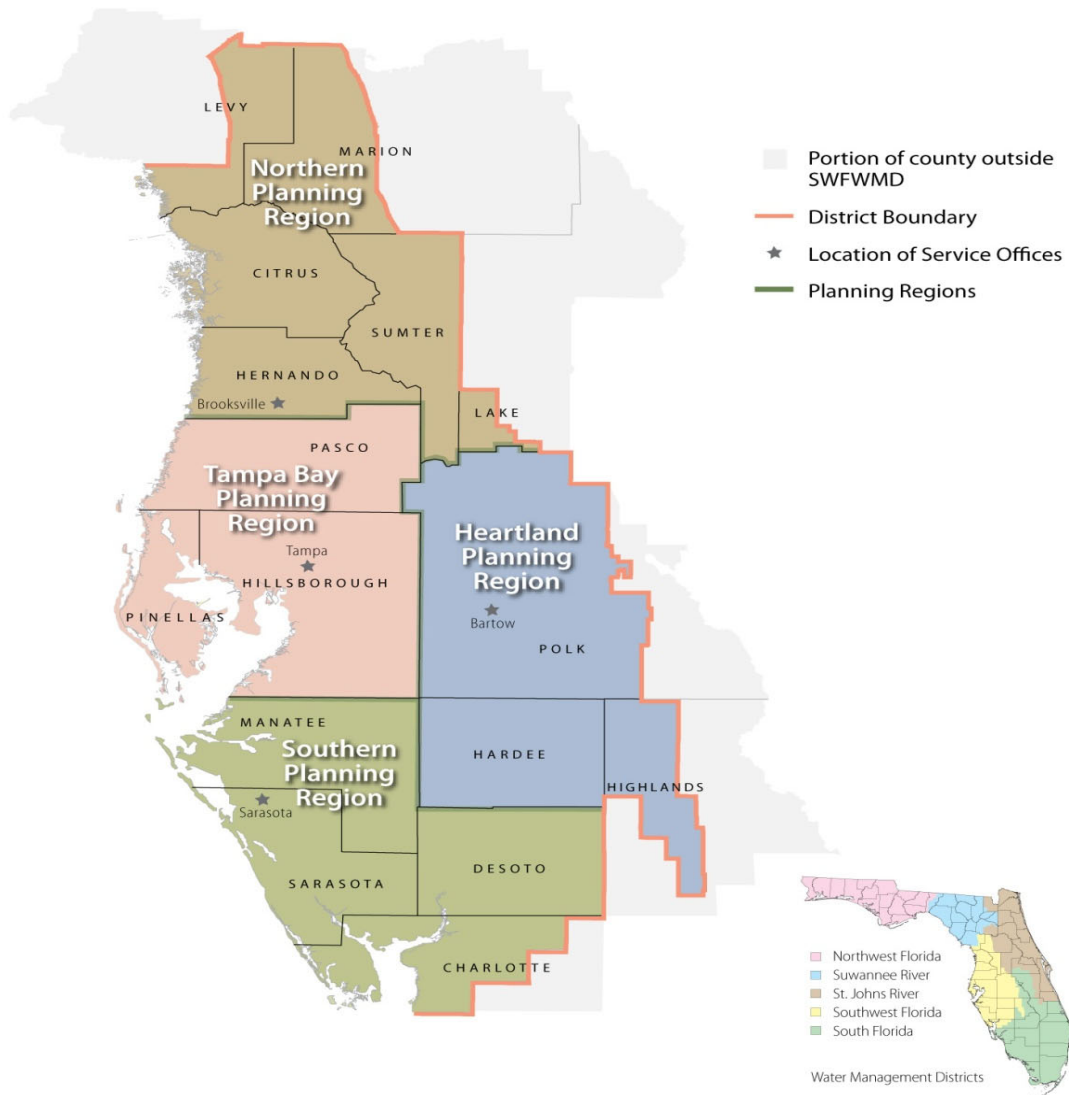 LEVY
MARION
Northern
Planning
Region
CITRUS
SUMTER
HERNANDO
Brooksville
LAKE
PASCO
Tampa Bay
Planning
Region
Tampa
HILLSBOROUGH
PINELLAS
Heartland
Planning
Region
Bartow
POLK
MANATEE
Southern
Planning
Region
HARDEE
HIGHLANDS
Sarasota
SARASOTA
DESOTO
CHARLOTTE
Portion of county outside
SWFWMD
District Boundary
Location of Service Offices
Planning Regions
Northwest Florida
Suwannee River
St. Johns River
Southwest Florida
South Florida
Water Management Districts